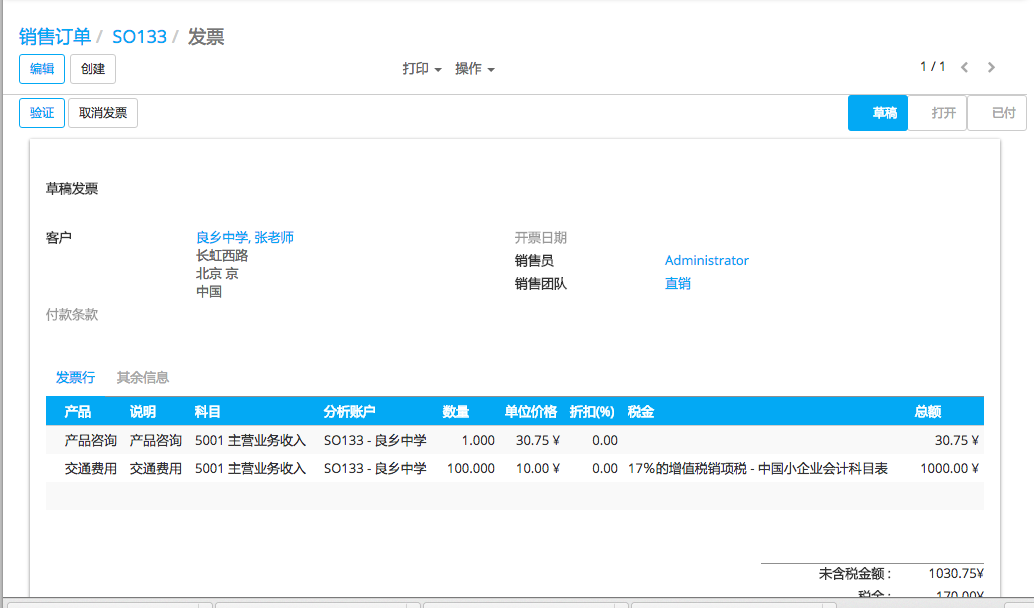 销售订单 / SO133 / 发票
编辑 创建 打印 操作 1 / 1
验证 取消发票 草稿 打开 已付
草稿发票
客户 良乡中学, 张老师 开票日期
长虹西路 销售员 Administrator
北京 京 销售团队 直销
中国
付款条款
发票行 其余信息
产品 说明 科目 分析账户 数量 单位价格 折扣(%) 税金 总额
产品咨询 产品咨询 5001 主营业务收入 SO133 - 良乡中学 1.000 30.75 ¥ 0.00 30.75 ¥
交通费用 交通费用 5001 主营业务收入 SO133 - 良乡中学 100.000 10.00 ¥ 0.00 17%的增值税销项税 - 中国小企业会计科目表 1000.00 ¥
未含税金额 : 1030.75¥
税金 : 170.00¥